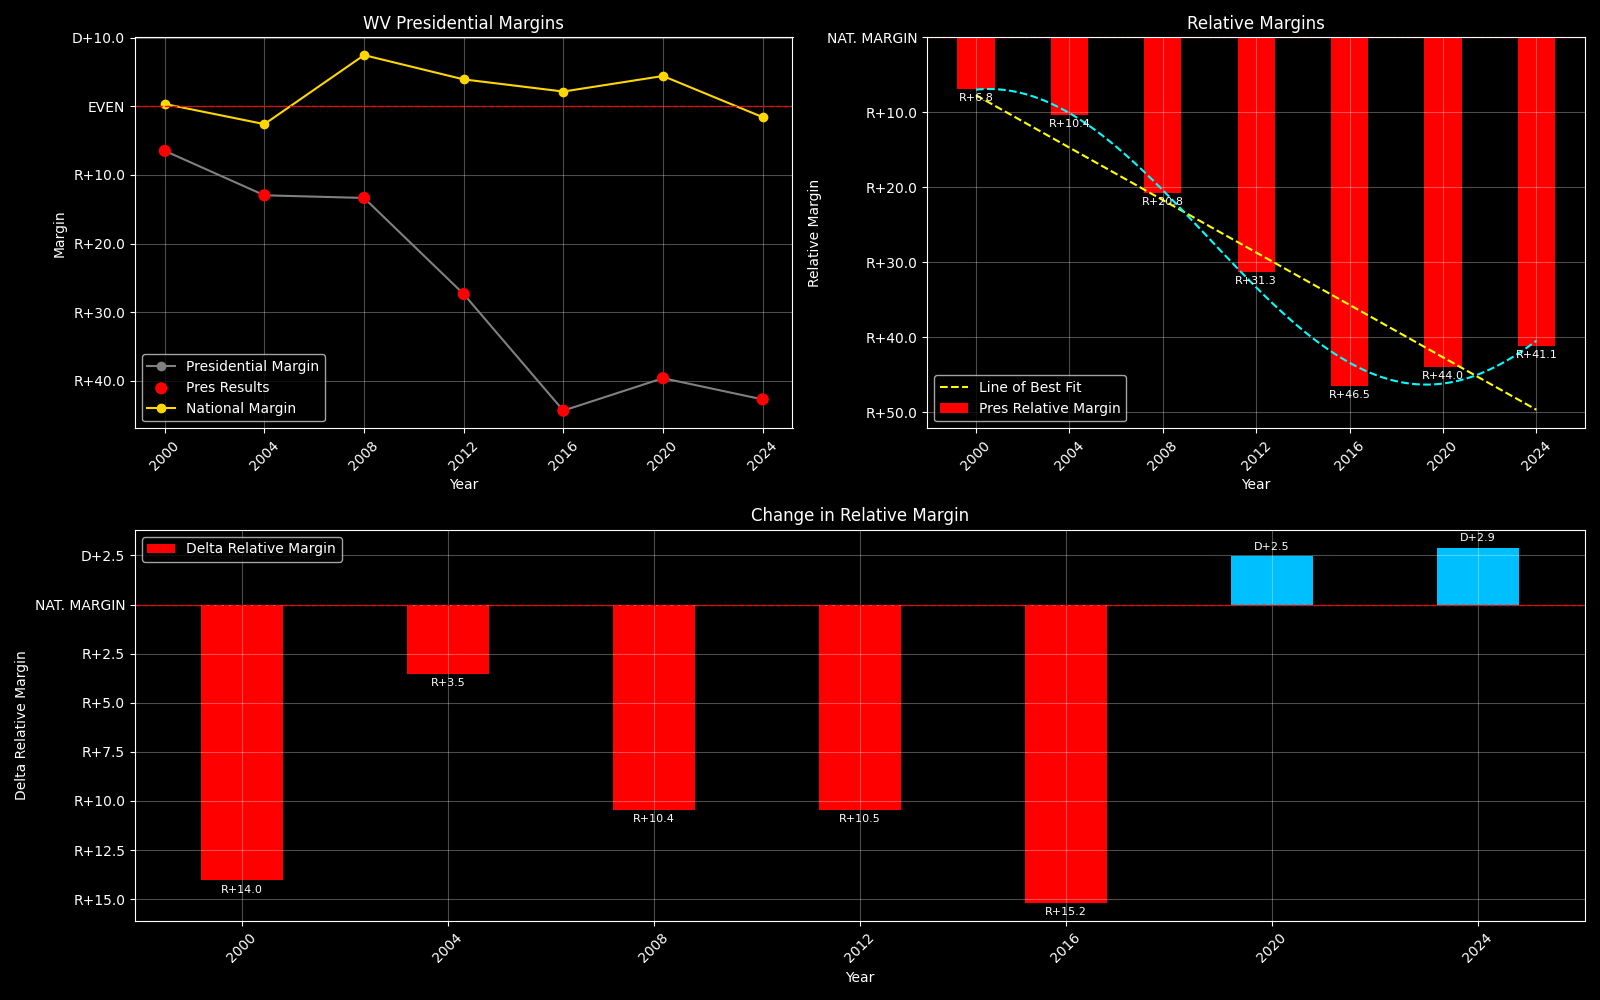 WV Presidential Margins
D+10.0
EVEN
R+10.0
R+20.0
R+30.0
R+40.0
Margin
Presidential Margin
Pres Results
National Margin
2000
2004
2008
2012
2016
2020
2024
Year
Relative Margins
NAT. MARGIN
R+10.0
R+20.0
R+30.0
R+40.0
R+50.0
Relative Margin
R+6.8
R+10.4
R+20.8
R+31.3
R+46.5
R+44.0
R+41.1
Line of Best Fit
Pres Relative Margin
2000
2004
2008
2012
2016
2020
2024
Year
Change in Relative Margin
Delta Relative Margin
D+2.5
NAT. MARGIN
R+2.5
R+5.0
R+7.5
R+10.0
R+12.5
R+15.0
Delta Relative Margin
R+14.0
R+3.5
R+10.4
R+10.5
R+15.2
D+2.5
D+2.9
2000
2004
2008
2012
2016
2020
2024
Year